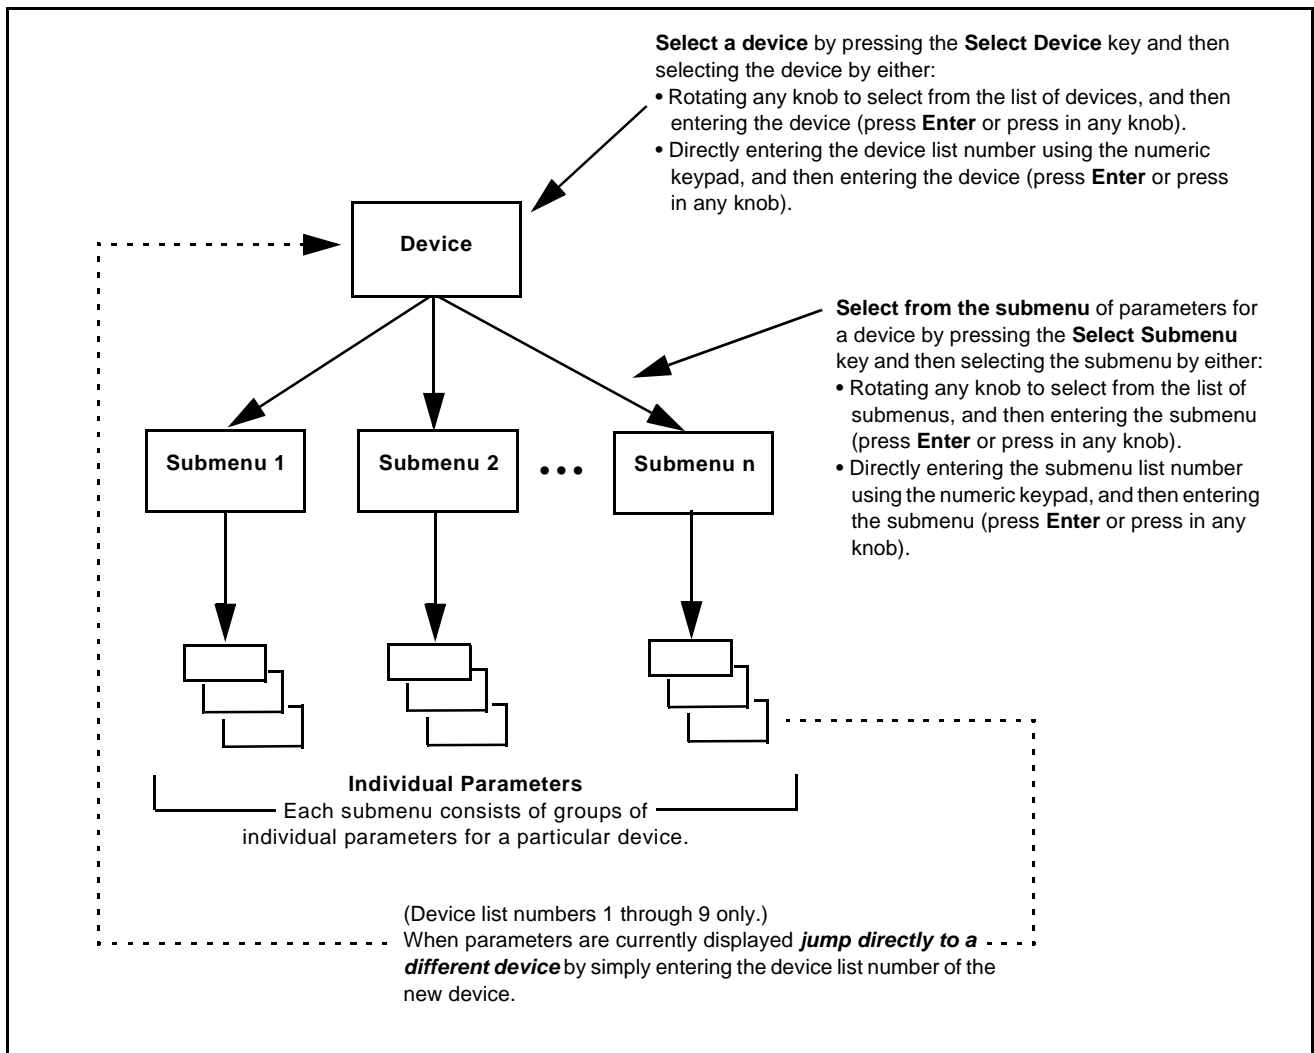 Select a device by pressing the Select Device key and then
selecting the device by either:
• Rotating any knob to select from the list of devices, and then
entering the device (press Enter or press in any knob).
• Directly entering the device list number using the numeric
keypad, and then entering the device (press Enter or press
in any knob).
Device
Select from the submenu of parameters for
a device by pressing the Select Submenu
key and then selecting the submenu by either:
• Rotating any knob to select from the list of
submenus, and then entering the submenu
(press Enter or press in any knob).
• Directly entering the submenu list number
using the numeric keypad, and then entering
the submenu (press Enter or press in any
knob).
Submenu 1
Submenu 2
•••
Submenu n
Individual Parameters
Each submenu consists of groups of
individual parameters for a particular device.
(Device list numbers 1 through 9 only.)
When parameters are currently displayed jump directly to a
different device by simply entering the device list number of the
new device.